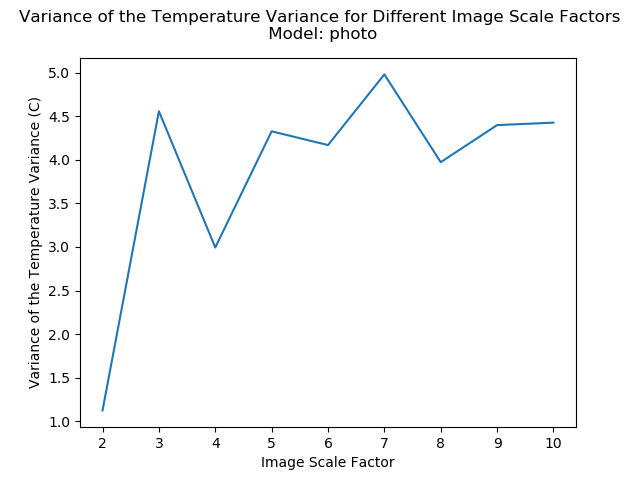 Variance of the Temperature Variance for Different Image Scale Factors
Model: photo
Variance of the Temperature Variance (C)
5.0
4.5
4.0
3.5
3.0
2.5
2.0
1.5
1.0
2 3 4 5 6 7 8 9 10
Image Scale Factor